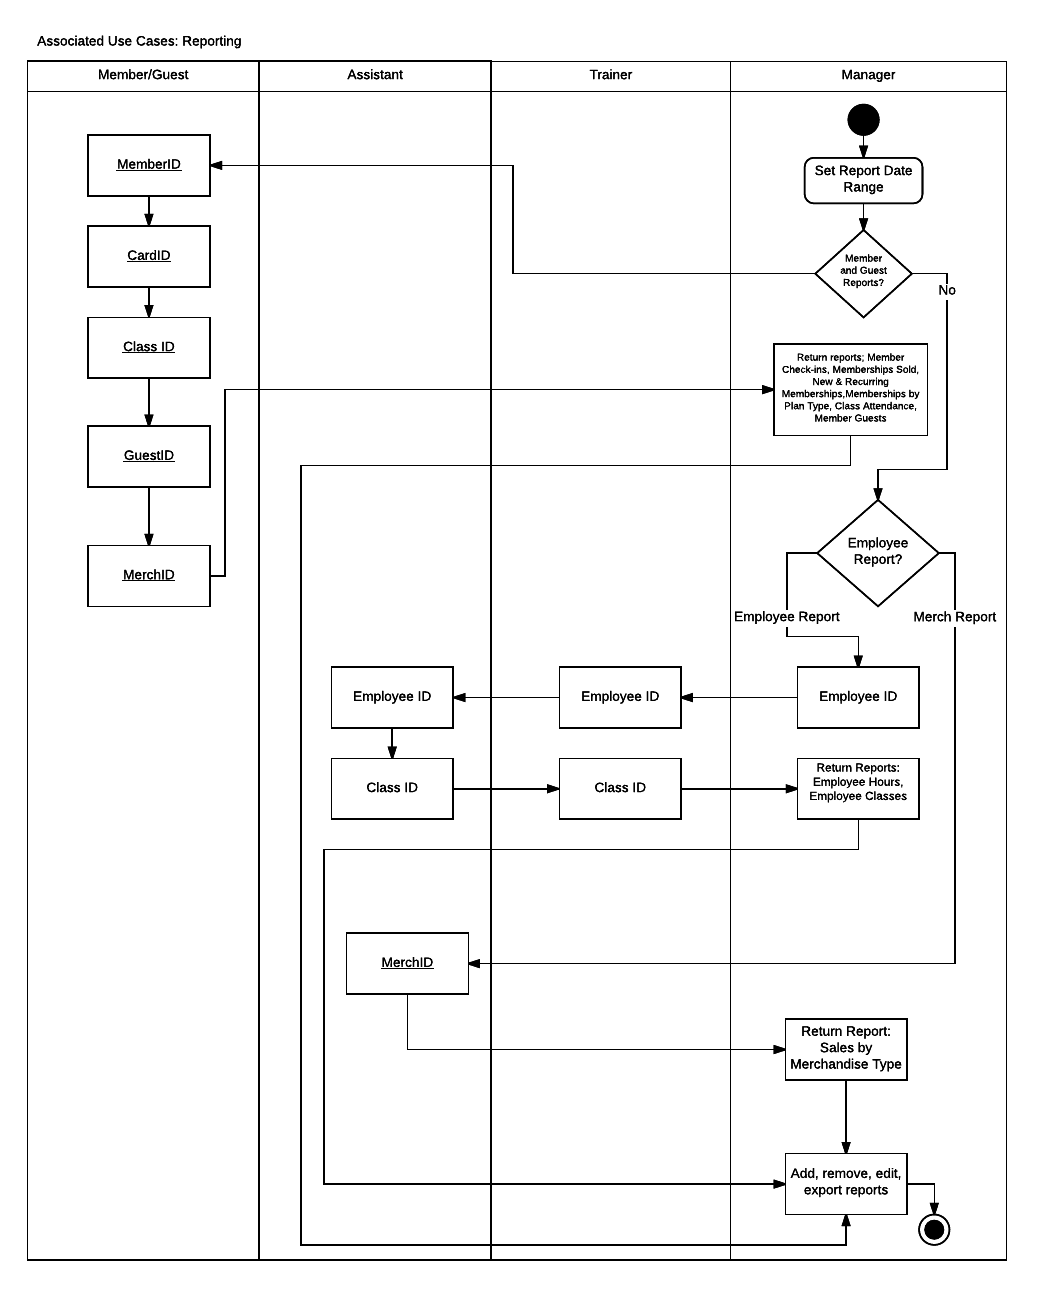 Associated Use Cases: Reporting
Member/Guest
Assistant
Trainer
Manager
Set Report Date
Range
MemberID
Member
and Guest
Reports?
No
CardID
Class ID
Return reports; Member
Check-ins, Memberships Sold,
New & Recurring
Memberships,Memberships by
Plan Type, Class Attendance,
Member Guests
GuestID
MerchID
Employee
Report?
Employee Report
Merch Report
Employee ID
Employee ID
Employee ID
Class ID
Class ID
Return Reports:
Employee Hours,
Employee Classes
MerchID
Return Report:
Sales by
Merchandise Type
Add, remove, edit,
export reports